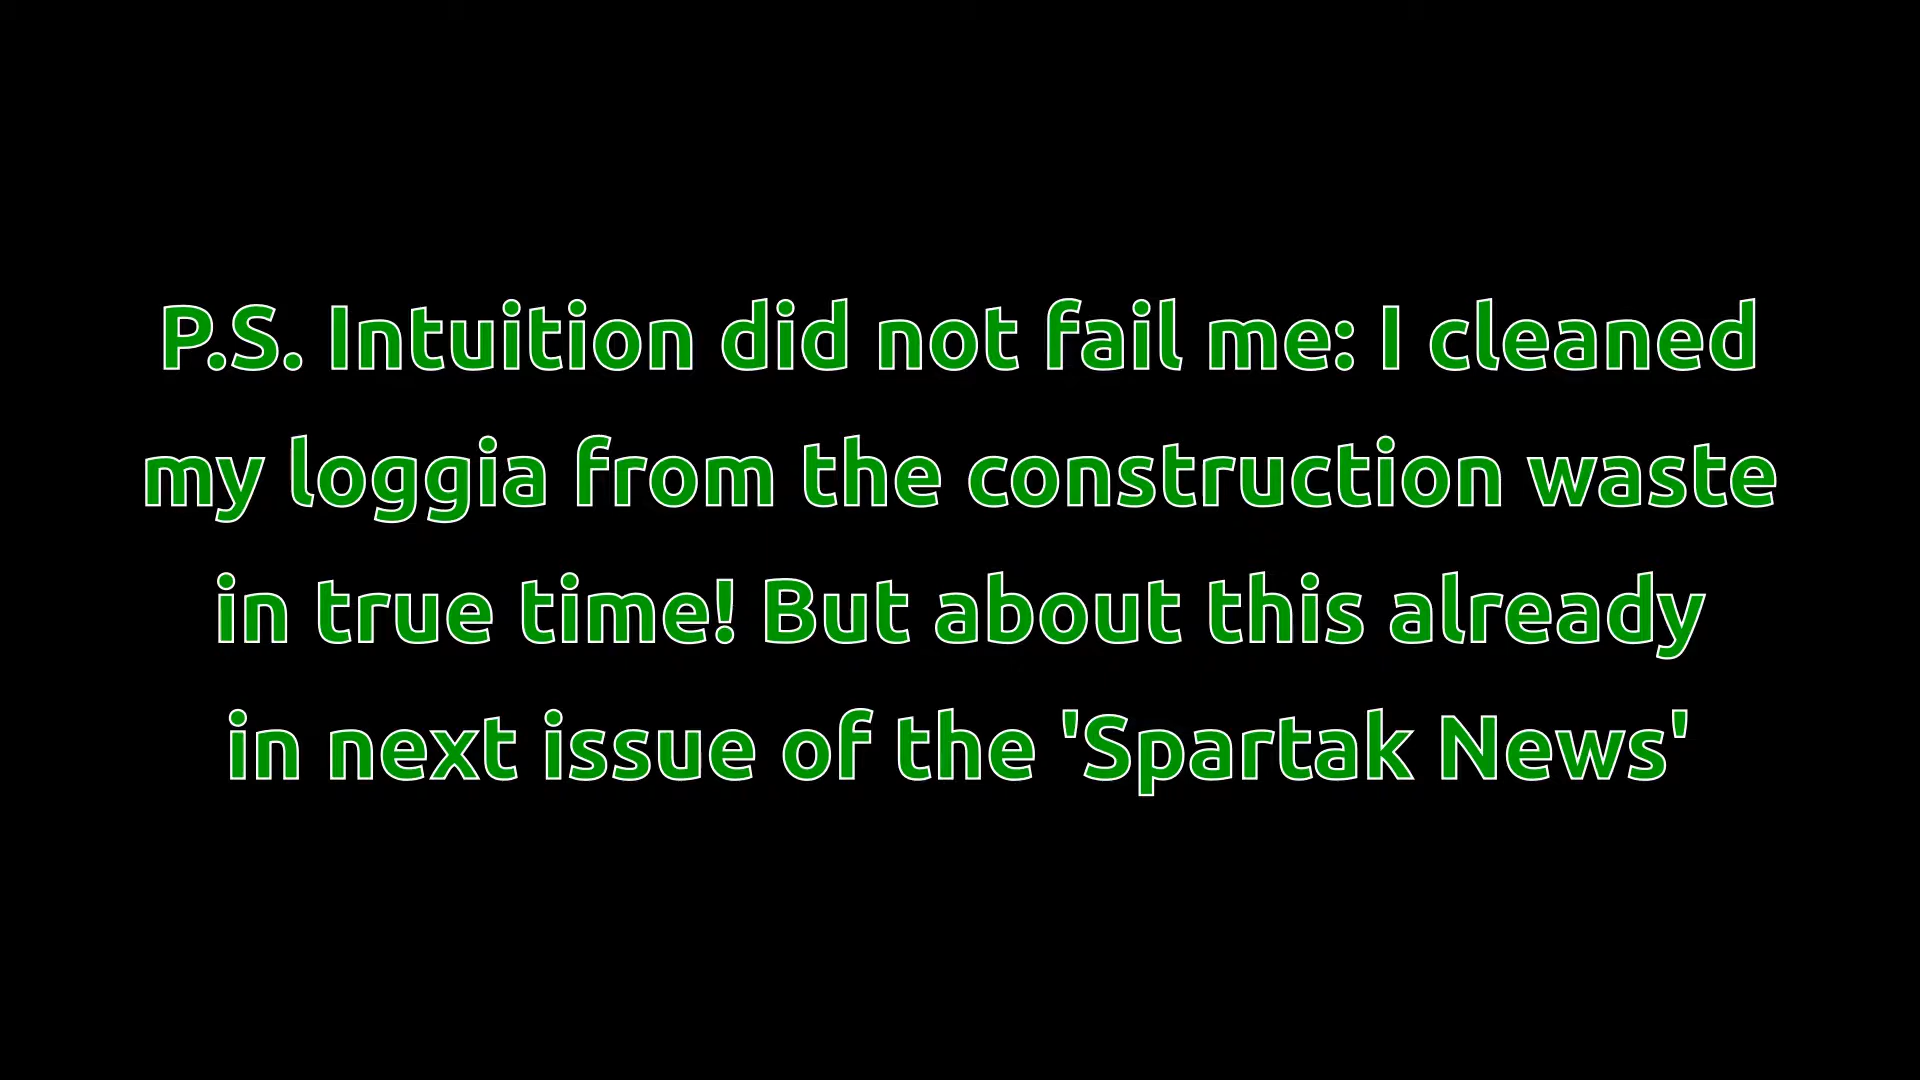 P.S. Intuition did not fail me: I cleaned
my loggia from the construction waste
in true time! But about this already
in next issue of the 'Spartak News'